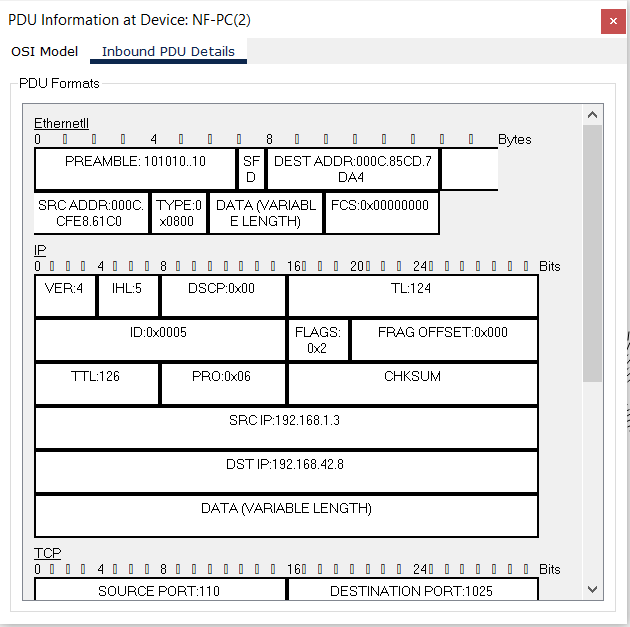 PDU Information at Device: NF-PC(2)
OSI Model Inbound PDU Details
PDU Formats
EthernetII
0 4 8 Bytes
PREAMBLE: 101010..10 SF DEST ADDR:000C.85CD.7
D DA4
SRC ADDR:000C. TYPE:0 DATA (VARIABL FCS:0x00000000
CFE8.61C0 x0800 E LENGTH)
IP
0 4 8 16 20 24 Bits
VER:4 IHL:5 DSCP:0x00 TL:124
ID:0x0005 FLAGS: FRAG OFFSET:0x000
0x2
TTL:126 PRO:0x06 CHKSUM
SRC IP:192.168.1.3
DST IP:192.168.42.8
DATA (VARIABLE LENGTH)
TCP
0 4 8 16 24 Bits
SOURCE PORT:110 DESTINATION PORT:1025